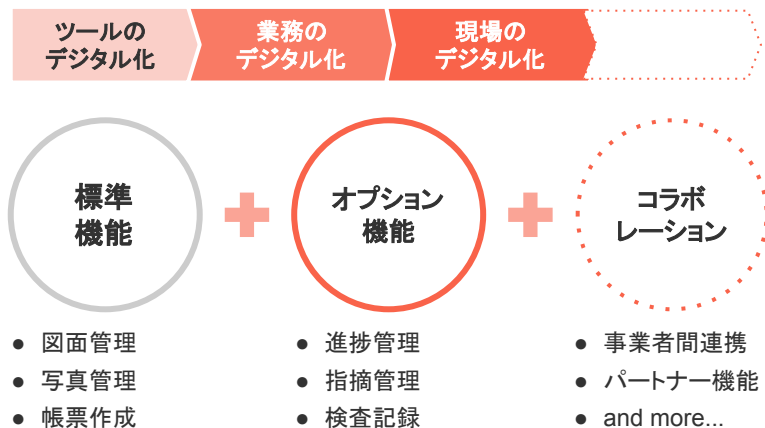 ツールの
デジタル化
業務の
デジタル化
現場の
デジタル化
標準
機能
オプション
機能
コラボ
レーション
● 図面管理
● 写真管理
● 帳票作成
● 進捗管理
● 指摘管理
● 検査記録
● 事業者間連携
● パートナー機能
● and more...